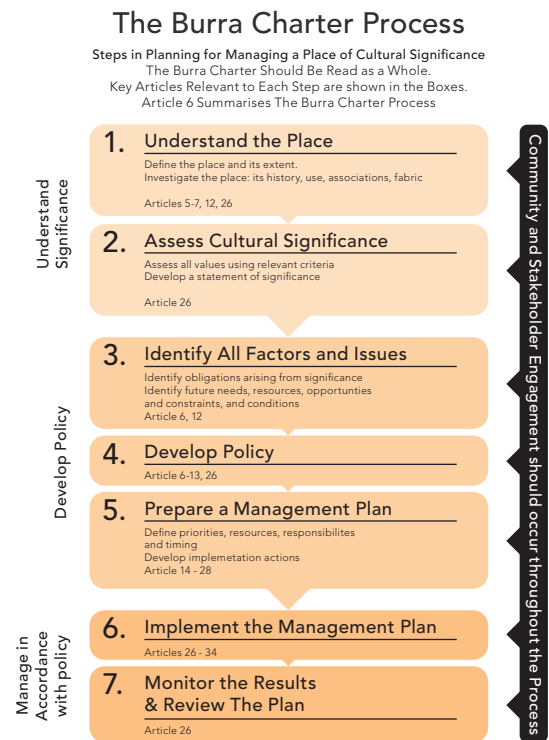 The Burra Charter Process
Steps in Planning for Managing a Place of Cultural Significance
The Burra Charter Should Be Read as a Whole.
Key Articles Relevant to Each Step are shown in the Boxes.
Article 6 Summarises The Burra Charter Process
Understand
Significance
1. Understand the Place
Define the place and its extent.
Investigate the place: its history, use, associations, fabric
Articles 5-7, 12, 26
2. Assess Cultural Significance
Assess all values using relevant criteria
Develop a statement of significance
Article 26
Develop Policy
3. Identify All Factors and Issues
Identify obligations arising from significance
Identify future needs, resources, opportunties
and constraints, and conditions
Article 6, 12
4. Develop Policy
Article 6-13, 26
5. Prepare a Management Plan
Define priorities, resources, responsibilites
and timing
Develop implemetation actions
Article 14 - 28
Manage in
Accordance
with policy
6. Implement the Management Plan
Articles 26 - 34
7. Monitor the Results
& Review The Plan
Article 26
Community and Stakeholder Engagement should occur throughout the Process